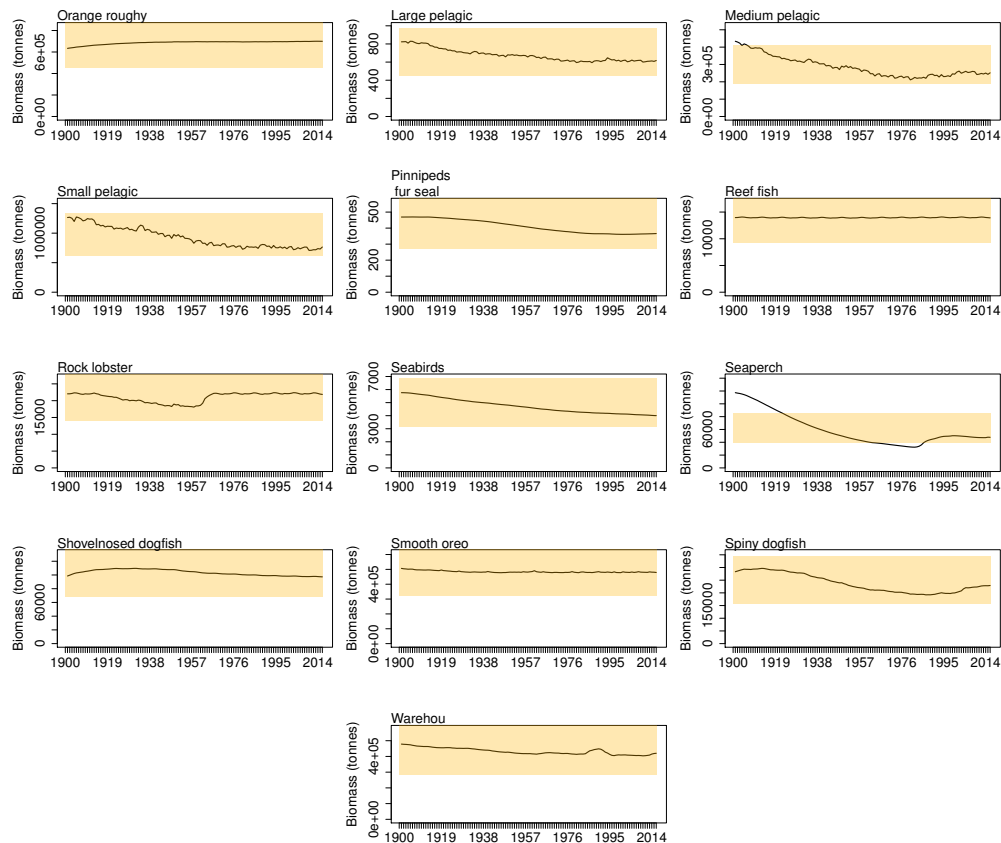 Orange roughy
Biomass (tonnes)
0e+00 6e+05
1900 1919 1938 1957 1976 1995 2014
Large pelagic
Biomass (tonnes)
0 400 800
1900 1919 1938 1957 1976 1995 2014
Medium pelagic
Biomass (tonnes)
0e+00 3e+05
1900 1919 1938 1957 1976 1995 2014
Small pelagic
Biomass (tonnes)
0 1000000
1900 1919 1938 1957 1976 1995 2014
Pinnipeds
fur seal
Biomass (tonnes)
0 200 500
1900 1919 1938 1957 1976 1995 2014
Reef fish
Biomass (tonnes)
0 10000
1900 1919 1938 1957 1976 1995 2014
Rock lobster
Biomass (tonnes)
0 15000
1900 1919 1938 1957 1976 1995 2014
Seabirds
Biomass (tonnes)
0 3000 7000
1900 1919 1938 1957 1976 1995 2014
Seaperch
Biomass (tonnes)
0 60000
1900 1919 1938 1957 1976 1995 2014
Shovelnosed dogfish
Biomass (tonnes)
0 60000
1900 1919 1938 1957 1976 1995 2014
Smooth oreo
Biomass (tonnes)
0e+00 4e+05
1900 1919 1938 1957 1976 1995 2014
Spiny dogfish
Biomass (tonnes)
0 150000
1900 1919 1938 1957 1976 1995 2014
Warehou
Biomass (tonnes)
0e+00 4e+05
1900 1919 1938 1957 1976 1995 2014